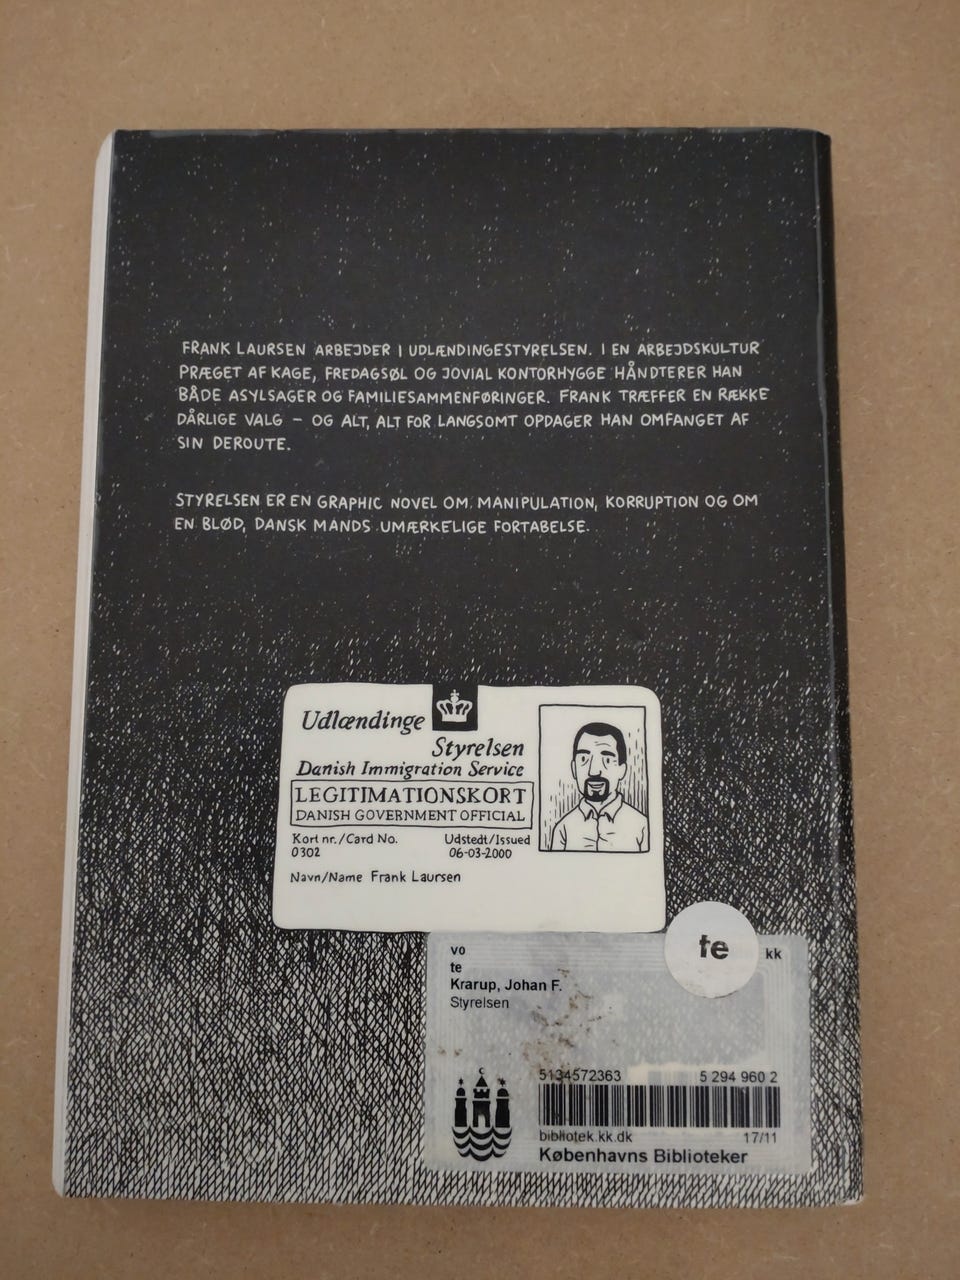 FRANK LAURSEN ARBEJDER I UDLÆNDINGESTYRELSEN. I EN ARBEJDSKULTUR
PRÆGET AF KAGE, FREDAGSØL OG JOVIAL KONTORHYGGE HÅNDTERER HAN
BÅDE ASYLSAGER OG FAMILIESAMMENFØRINGER. FRANK TRÆFFER EN RÆKKE
DÅRLIGE VALG – OG ALT, ALT FOR LANGSOMT OPDAGER HAN OMFANGET AF
SIN DEROUTE.
STYRELSEN ER EN GRAPHIC NOVEL OM MANIPULATION, KORRUPTION OG OM
EN BLØD, DANSK MANDS UMÆRKELIGE FORTABELSE.
Udlændinge
Styrelsen
Danish Immigration Service
LEGITIMATIONSKORT
DANISH GOVERNMENT OFFICIAL
Kort nr./Card No. Udstedt/Issued
0302 06-03-2000
Navn/Name Frank Laursen
te
vo kk
te
Krarup, Johan F.
Styrelsen
5134572363 5 294 960 2
bibliotek.kk.dk 17/11
Københavns Biblioteker